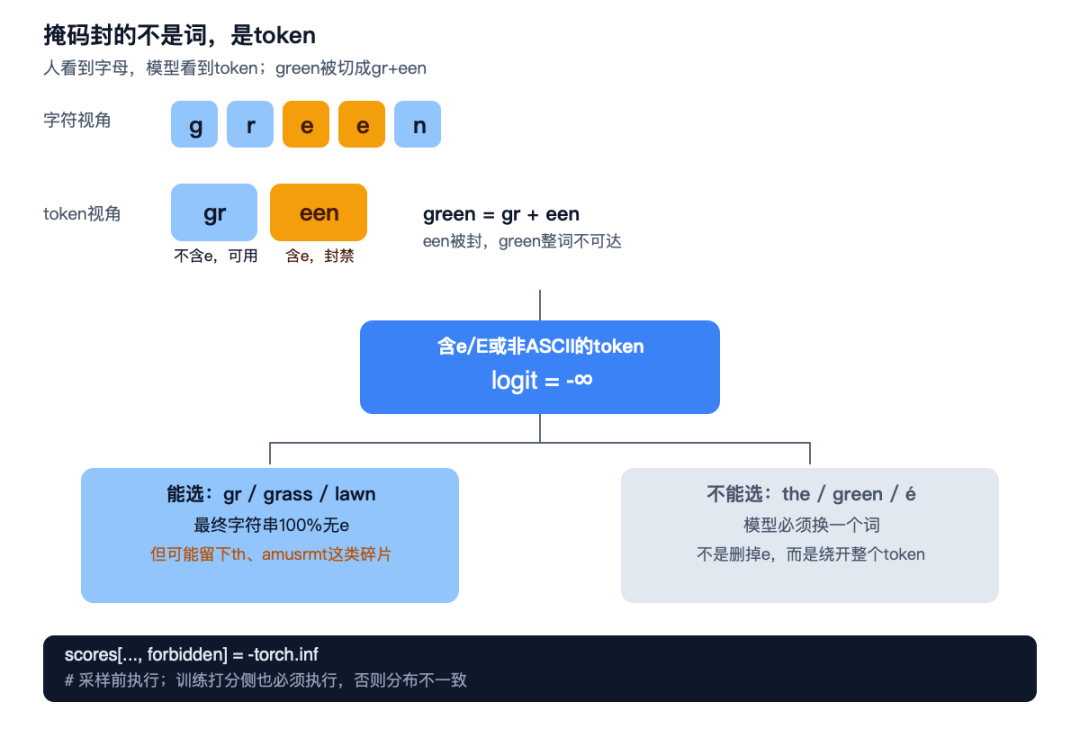 掩码封的不是词，是token
人看到字母，模型看到token；green被切成gr+een
字符视角
g r e e n
token视角
gr een
green = gr + een
een被封，green整词不可达
不含e，可用
含e，封禁
含e/E或非ASCII的token
logit = -∞
能选：gr / grass / lawn
最终字符串100%无e
但可能留下th、amusrmt这类碎片
不能选：the / green / é
模型必须换一个词
不是删掉e，而是绕开整个token
scores[..., forbidden] = -torch.inf
# 采样前执行；训练打分侧也必须执行，否则分布不一致